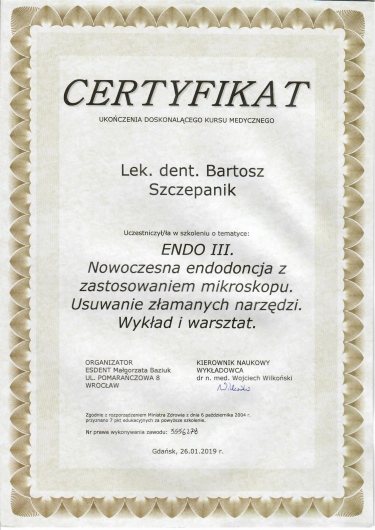 CERTYFIKAT
UKOŃCZENIA DOSKONALĄCEGO KURSU MEDYCZNEGO
Lek. dent. Bartosz
Szczepanik
Uczestniczył/ła w szkoleniu o tematyce:
ENDO III.
Nowoczesna endodoncja z
zastosowaniem mikroskopu.
Usuwanie złamanych narzędzi.
Wykład i warsztat.
ORGANIZATOR
ESDENT Małgorzata Baziuk
UL. POMARAŃCZOWA 8
WROCŁAW
KIEROWNIK NAUKOWY
WYKŁADOWCA
dr n. med. Wojciech Wilkoński
Zgodnie z rozporządzeniem Ministra Zdrowia z dnia 6 października 2004 r.
przyznano 7 pkt edukacyjnych za powyższe szkolenie.
Nr prawa wykonywania zawodu:
Gdańsk, 26.01.2019 r.